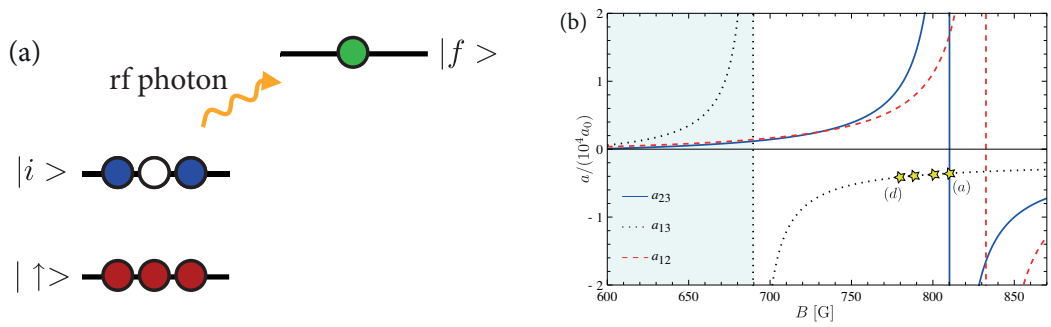 (a)
rf photon
|f >
|i >
| ↑>
(b)
a/(10⁴a₀)
2
1
0
- 1
- 2
a₂₃
a₁₃
a₁₂
(d)
(a)
600 650 700 750 800 850
B [G]